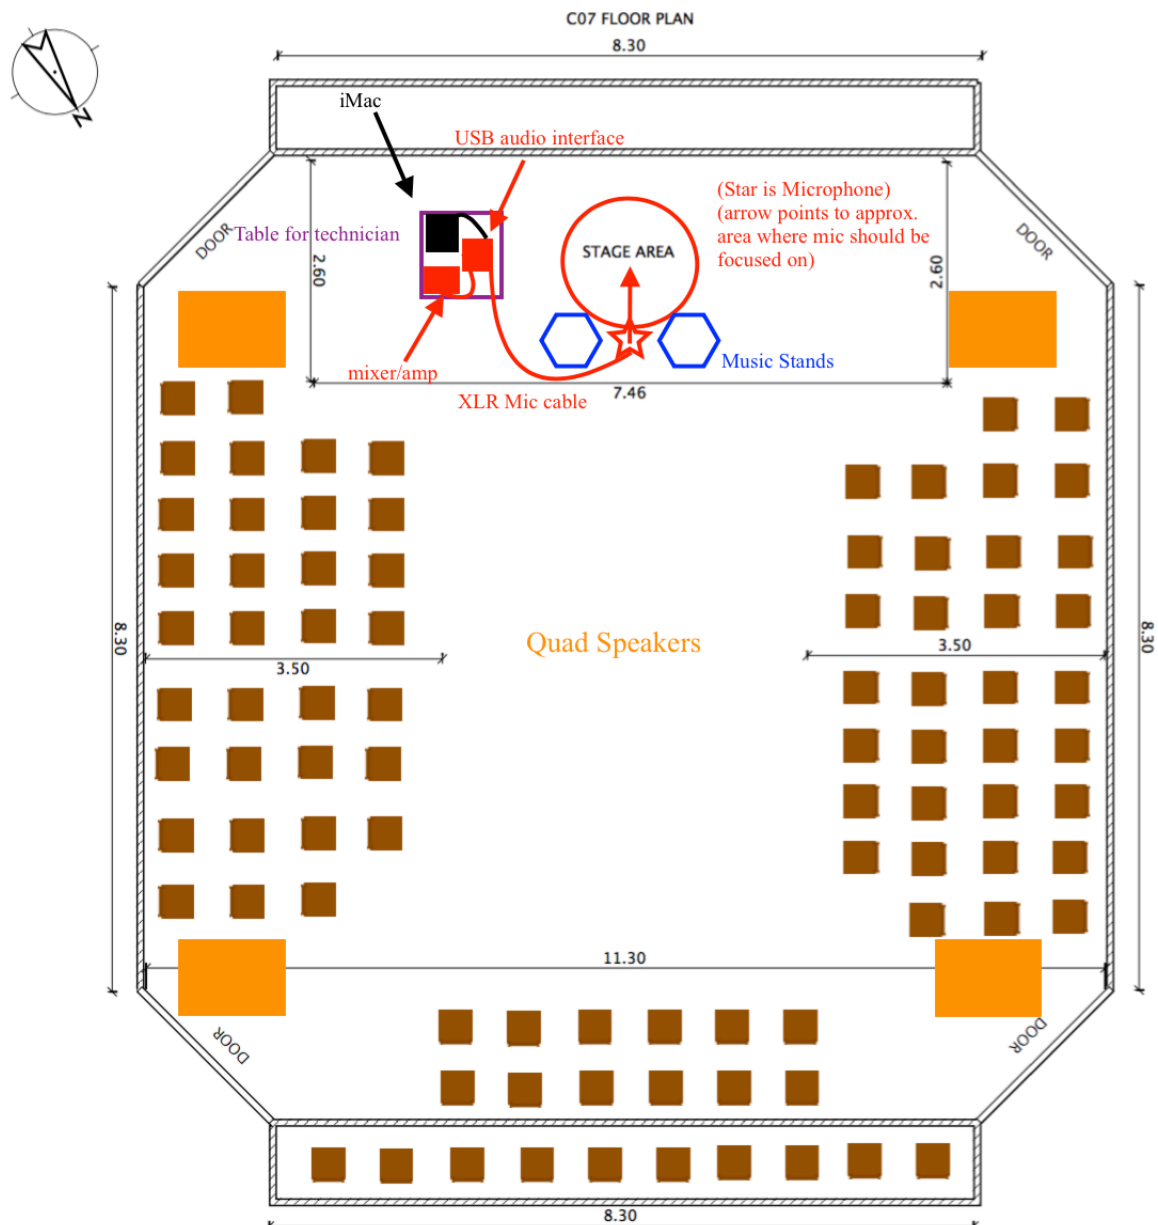 C07 FLOOR PLAN
8.30
N
iMac
USB audio interface
(Star is Microphone)
(arrow points to approx.
area where mic should be
focused on)
DOOR
Table for technician
STAGE AREA
DOOR
2.60
2.60
mixer/amp
Music Stands
XLR Mic cable
7.46
8.30
Quad Speakers
8.30
3.50
3.50
11.30
DOOR
DOOR
8.30